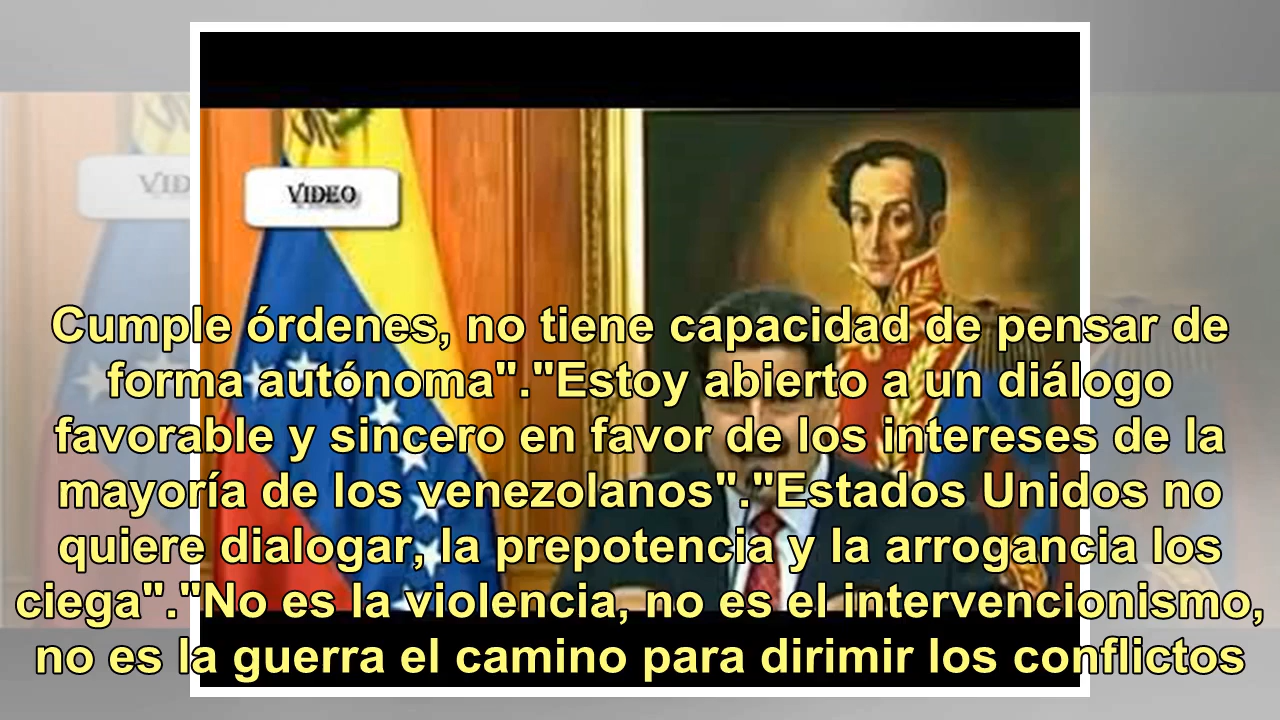 VIDEO
Cumple órdenes, no tiene capacidad de pensar de
forma autónoma"."Estoy abierto a un diálogo
favorable y sincero en favor de los intereses de la
mayoría de los venezolanos"."Estados Unidos no
quiere dialogar, la prepotencia y la arrogancia los
ciega"."No es la violencia, no es el intervencionismo,
no es la guerra el camino para dirimir los conflictos